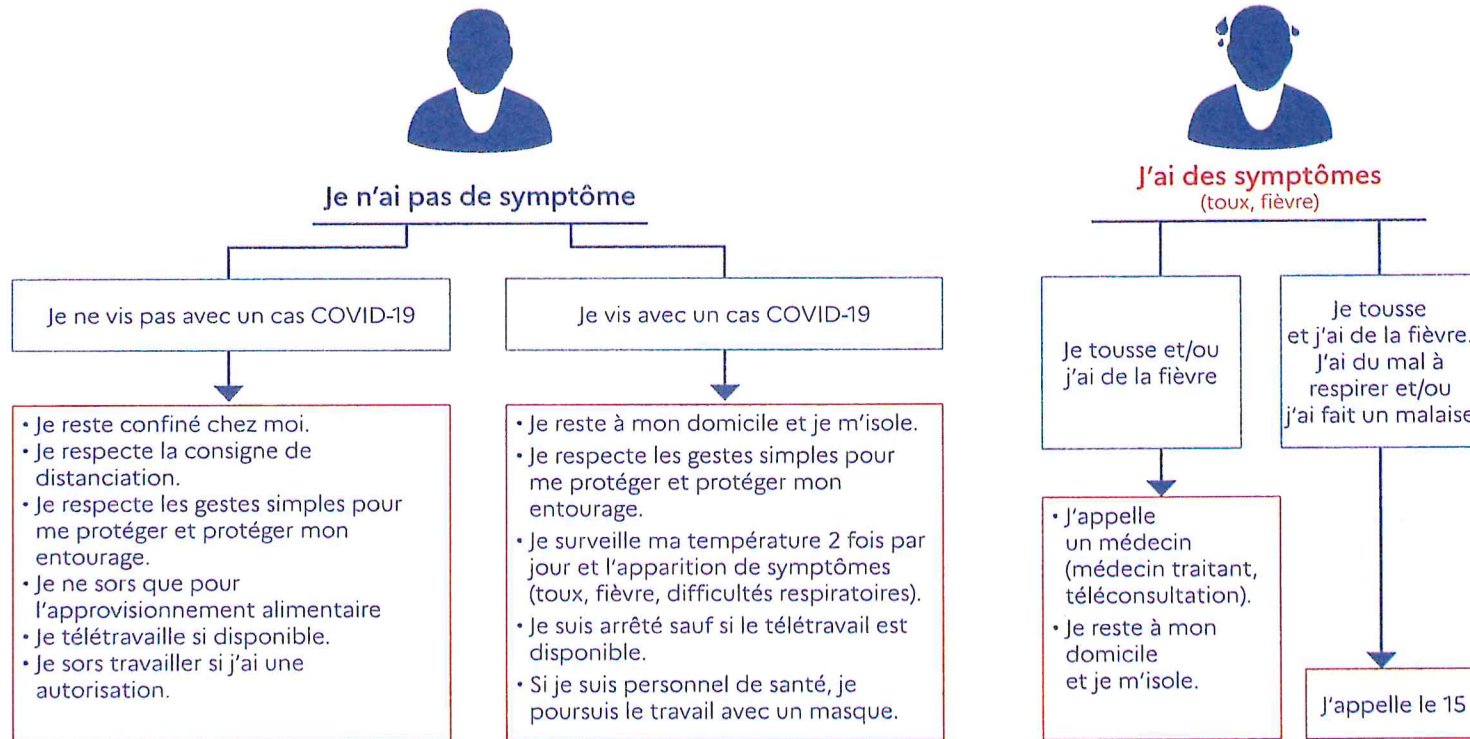 Je n'ai pas de symptôme
Je ne vis pas avec un cas COVID-19
• Je reste confiné chez moi.
• Je respecte la consigne de
distanciation.
• Je respecte les gestes simples pour
me protéger et protéger mon
entourage.
• Je ne sors que pour
l'approvisionnement alimentaire
• Je télétravaille si disponible.
• Je sors travailler si j'ai une
autorisation.
Je vis avec un cas COVID-19
• Je reste à mon domicile et je m'isole.
• Je respecte les gestes simples pour
me protéger et protéger mon
entourage.
• Je surveille ma température 2 fois par
jour et l'apparition de symptômes
(toux, fièvre, difficultés respiratoires).
• Je suis arrêté sauf si le télétravail est
disponible.
• Si je suis personnel de santé, je
poursuis le travail avec un masque.
J'ai des symptômes
(toux, fièvre)
Je tousse et/ou
j'ai de la fièvre
• J'appelle
un médecin
(médecin traitant,
téléconsultation).
• Je reste à mon
domicile
et je m'isole.
Je tousse
et j'ai de la fièvre.
J'ai du mal à
respirer et/ou
j'ai fait un malaise
J'appelle le 15